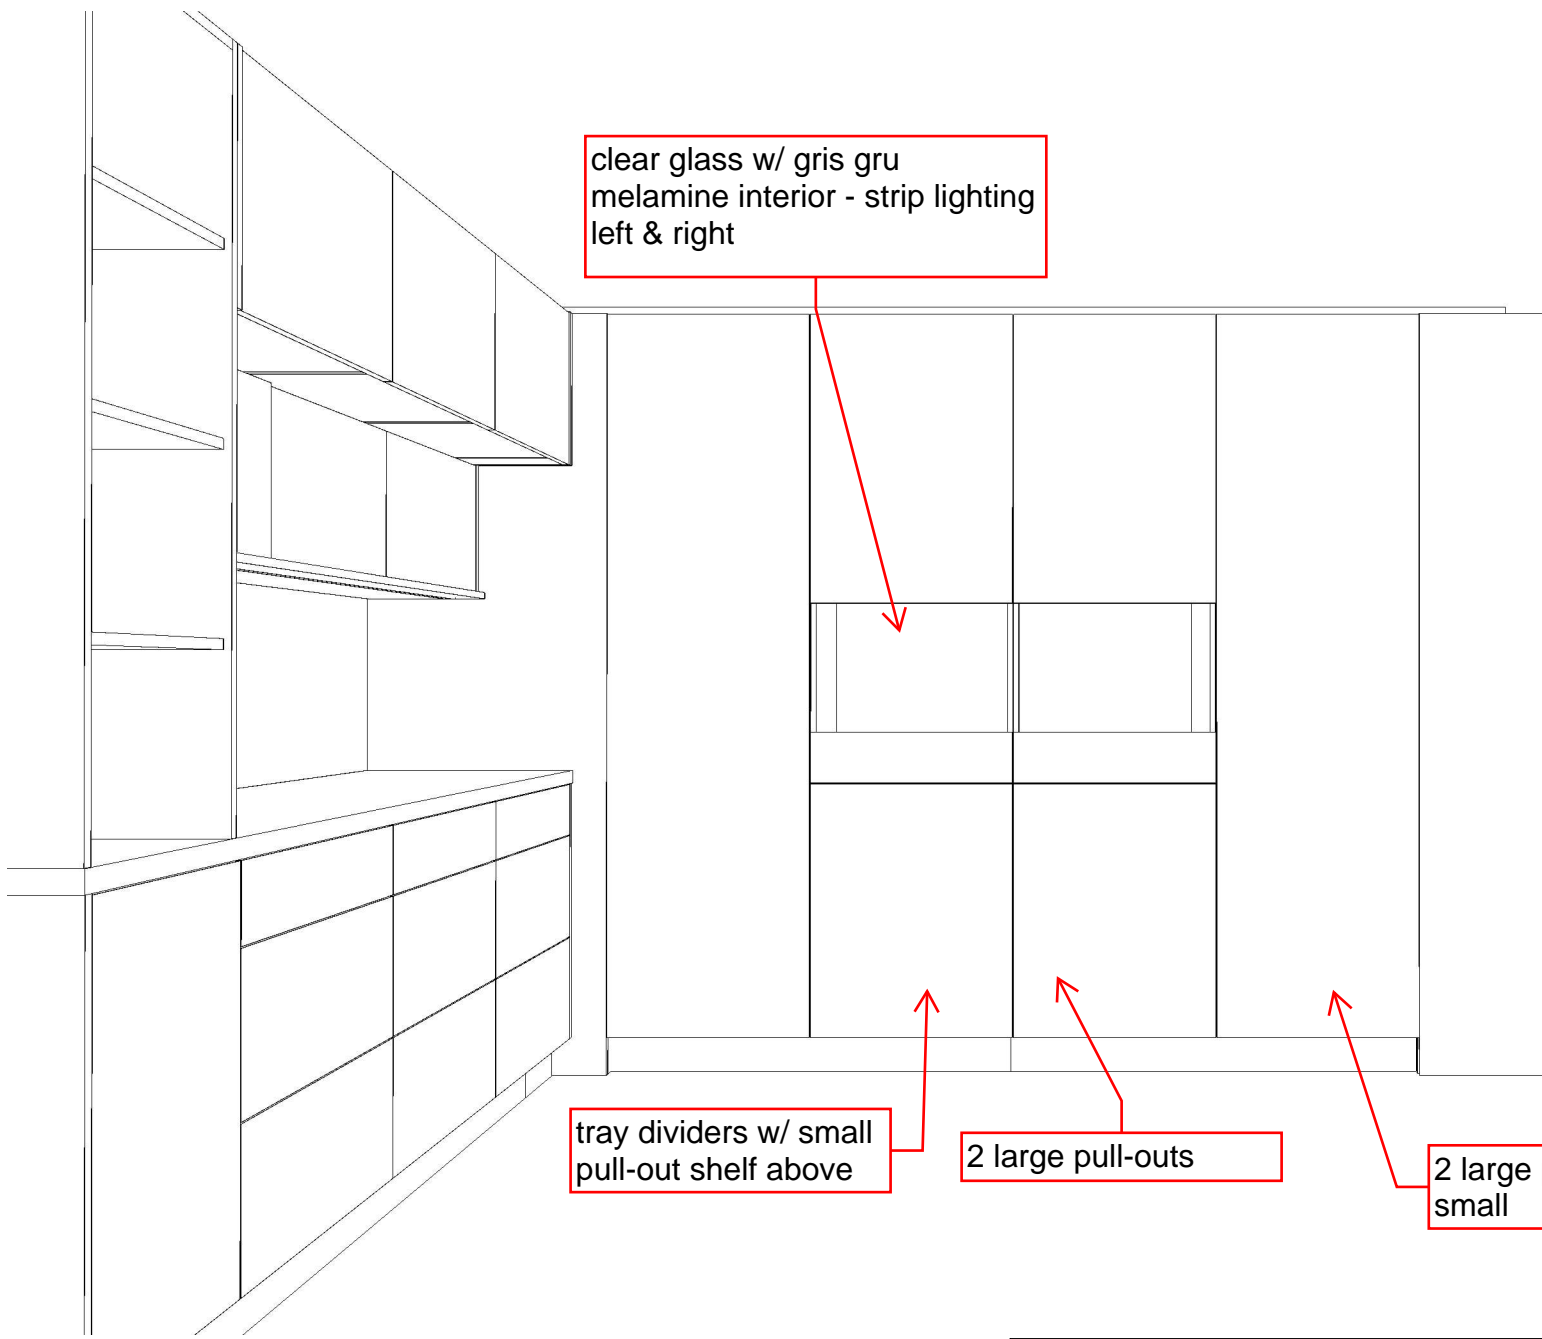 clear glass w/ gris gru
melamine interior - strip lighting
left & right
tray dividers w/ small
pull-out shelf above
2 large pull-outs
2 large
small